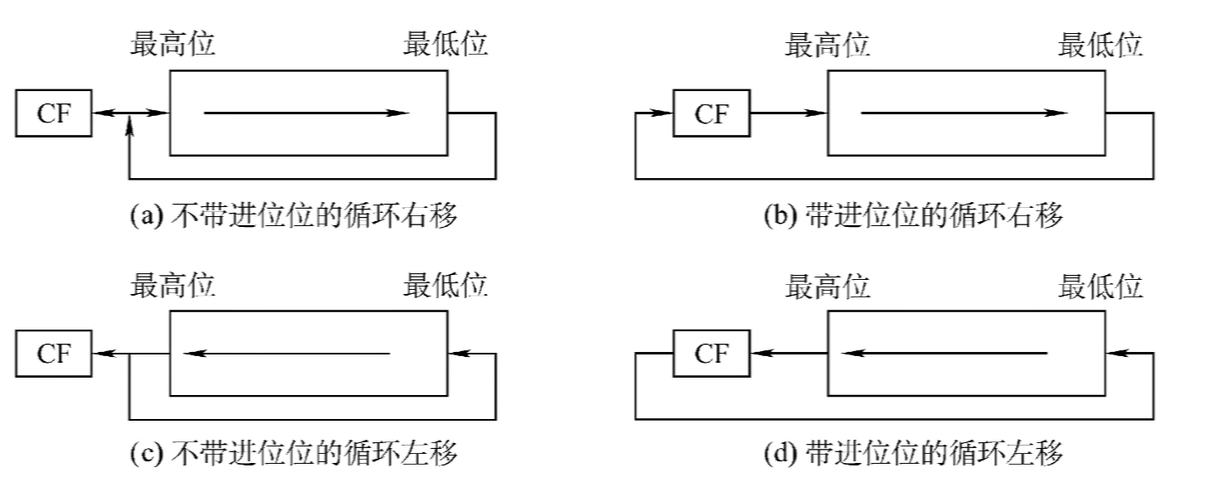 最高位 最低位
CF
(a) 不带进位位的循环右移
最高位 最低位
CF
(b) 带进位位的循环右移
最高位 最低位
CF
(c) 不带进位位的循环左移
最高位 最低位
CF
(d) 带进位位的循环左移